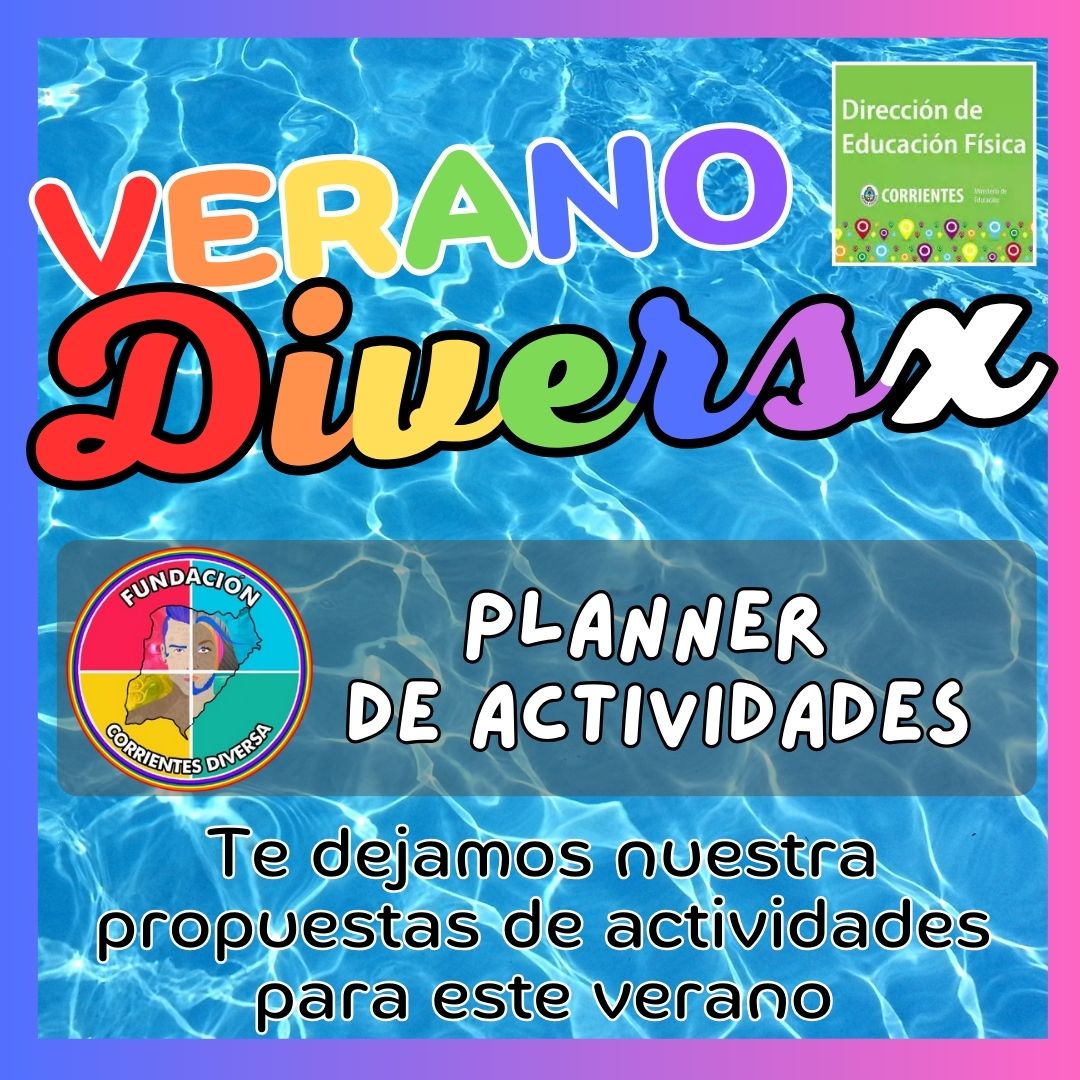 VERANO
Diversx
Dirección de
Educación Física
CORRIENTES
Ministerio de
Educación
FUNDACIÓN
CORRIENTES DIVERSA
PLANNER
DE ACTIVIDADES
Te dejamos nuestra
propuestas de actividades
para este verano